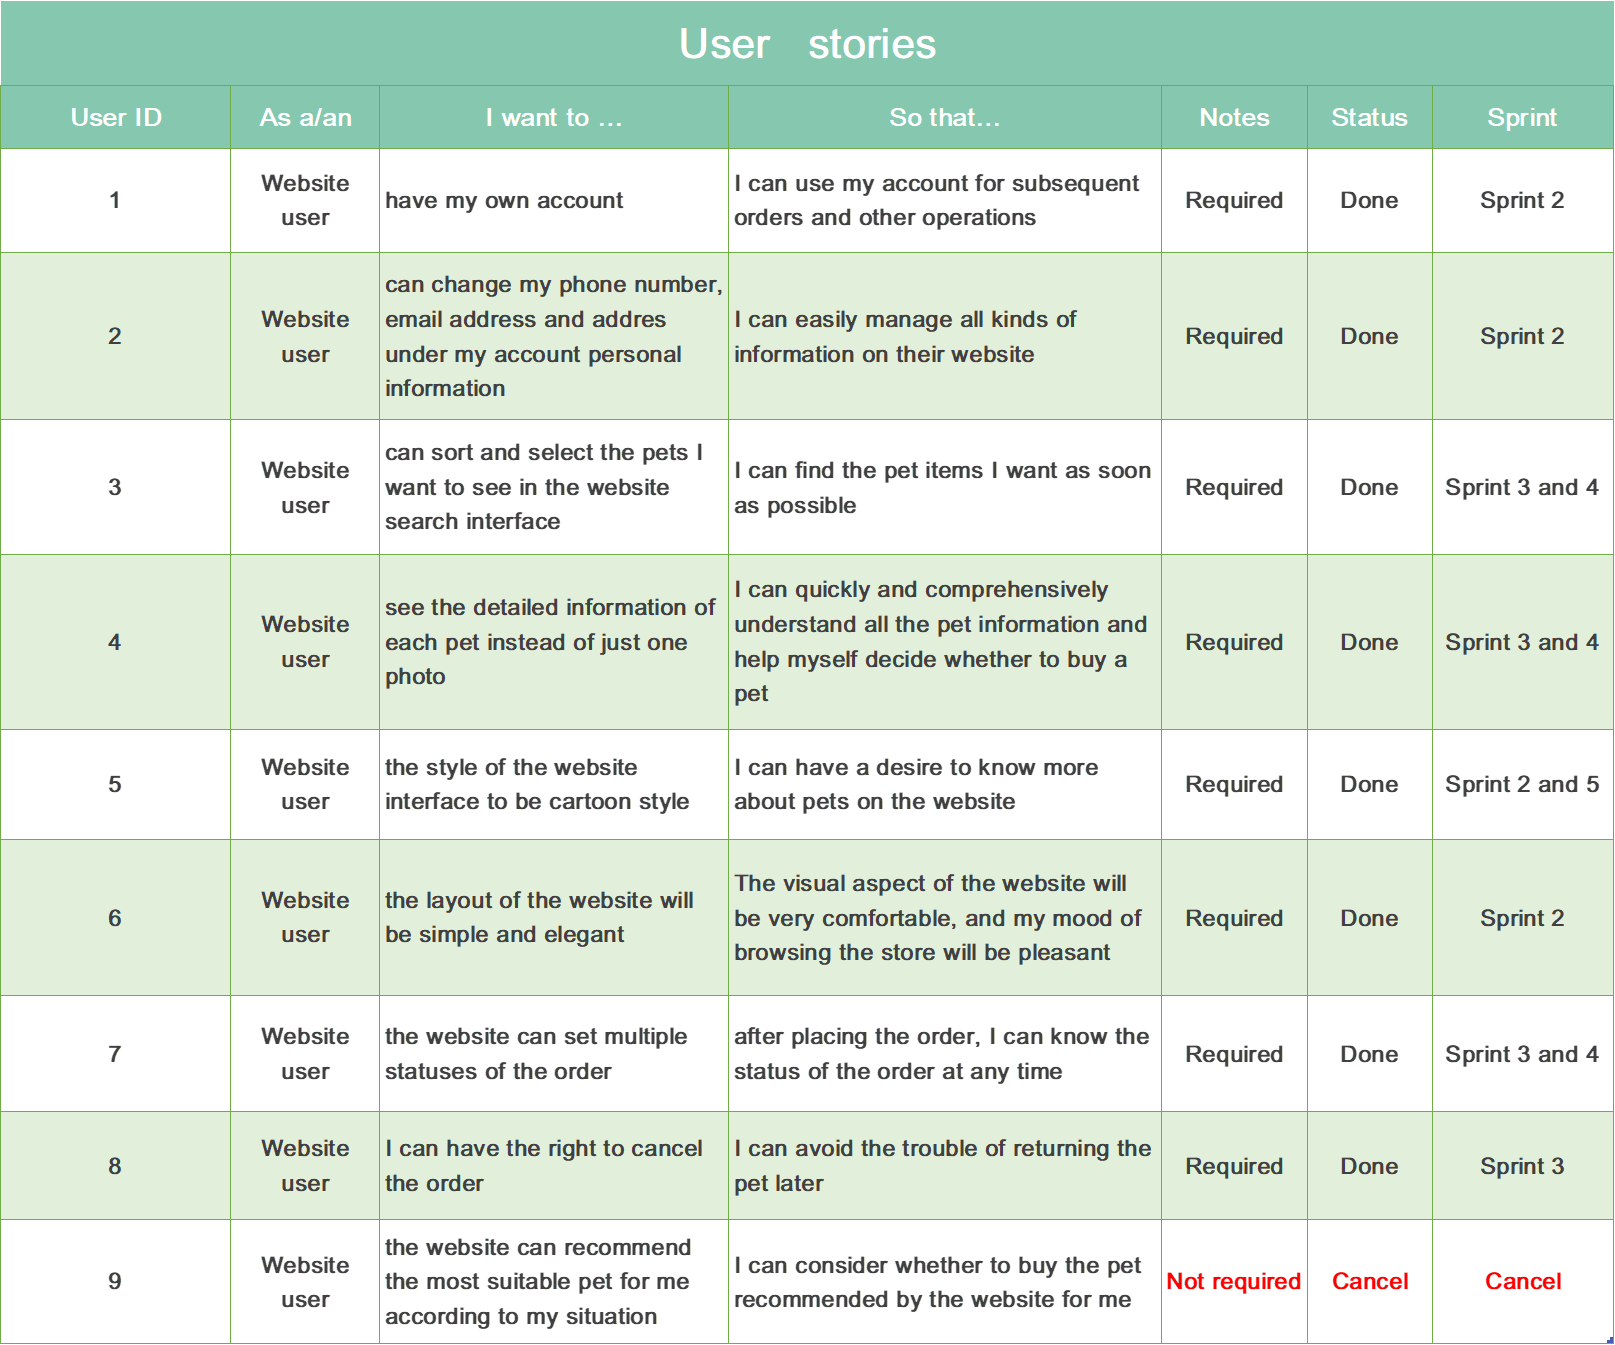 User stories
User ID As a/an I want to ... So that... Notes Status Sprint
1
Website
user
have my own account
I can use my account for subsequent
orders and other operations
Required
Done
Sprint 2
2
Website
user
can change my phone number,
email address and addres
under my account personal
information
I can easily manage all kinds of
information on their website
Required
Done
Sprint 2
3
Website
user
can sort and select the pets I
want to see in the website
search interface
I can find the pet items I want as soon
as possible
Required
Done
Sprint 3 and 4
4
Website
user
see the detailed information of
each pet instead of just one
photo
I can quickly and comprehensively
understand all the pet information and
help myself decide whether to buy a
pet
Required
Done
Sprint 3 and 4
5
Website
user
the style of the website
interface to be cartoon style
I can have a desire to know more
about pets on the website
Required
Done
Sprint 2 and 5
6
Website
user
the layout of the website will
be simple and elegant
The visual aspect of the website will
be very comfortable, and my mood of
browsing the store will be pleasant
Required
Done
Sprint 2
7
Website
user
the website can set multiple
statuses of the order
after placing the order, I can know the
status of the order at any time
Required
Done
Sprint 3 and 4
8
Website
user
I can have the right to cancel
the order
I can avoid the trouble of returning the
pet later
Required
Done
Sprint 3
9
Website
user
the website can recommend
the most suitable pet for me
according to my situation
I can consider whether to buy the pet
recommended by the website for me
Not required
Cancel
Cancel